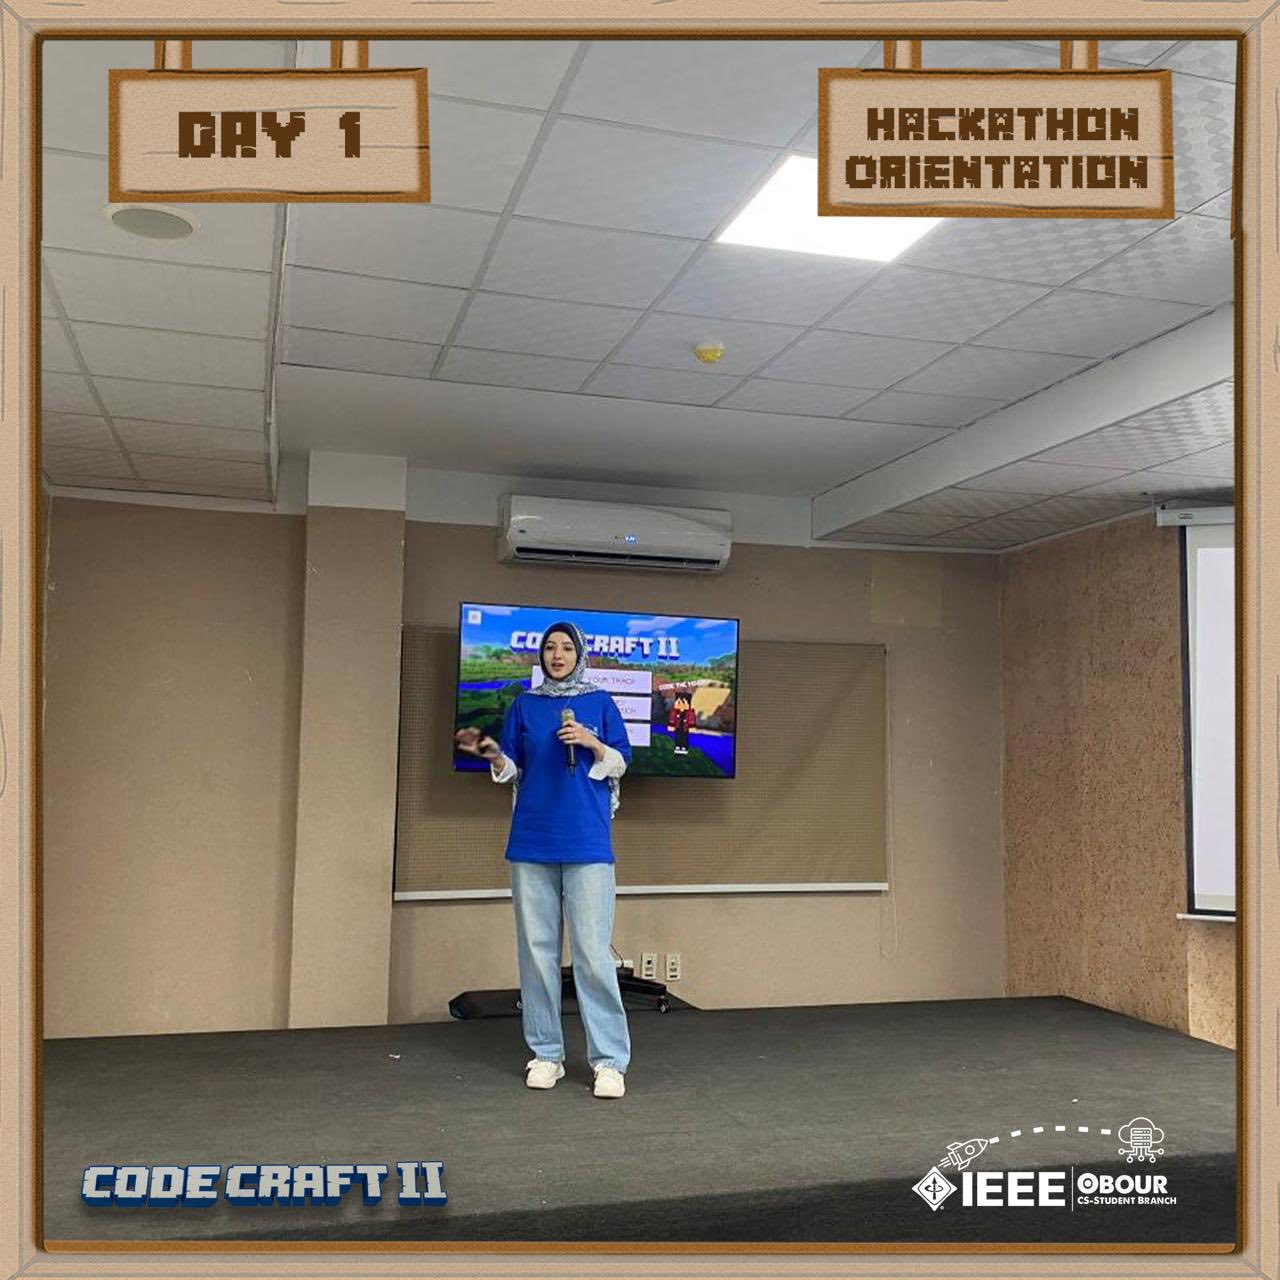 DAY 1
HACKATHON
ORIENTATION
CODE CRAFT II
YOUR TRACK
CODE CRAFT II
IEEE
OBOUR
CS-STUDENT BRANCH